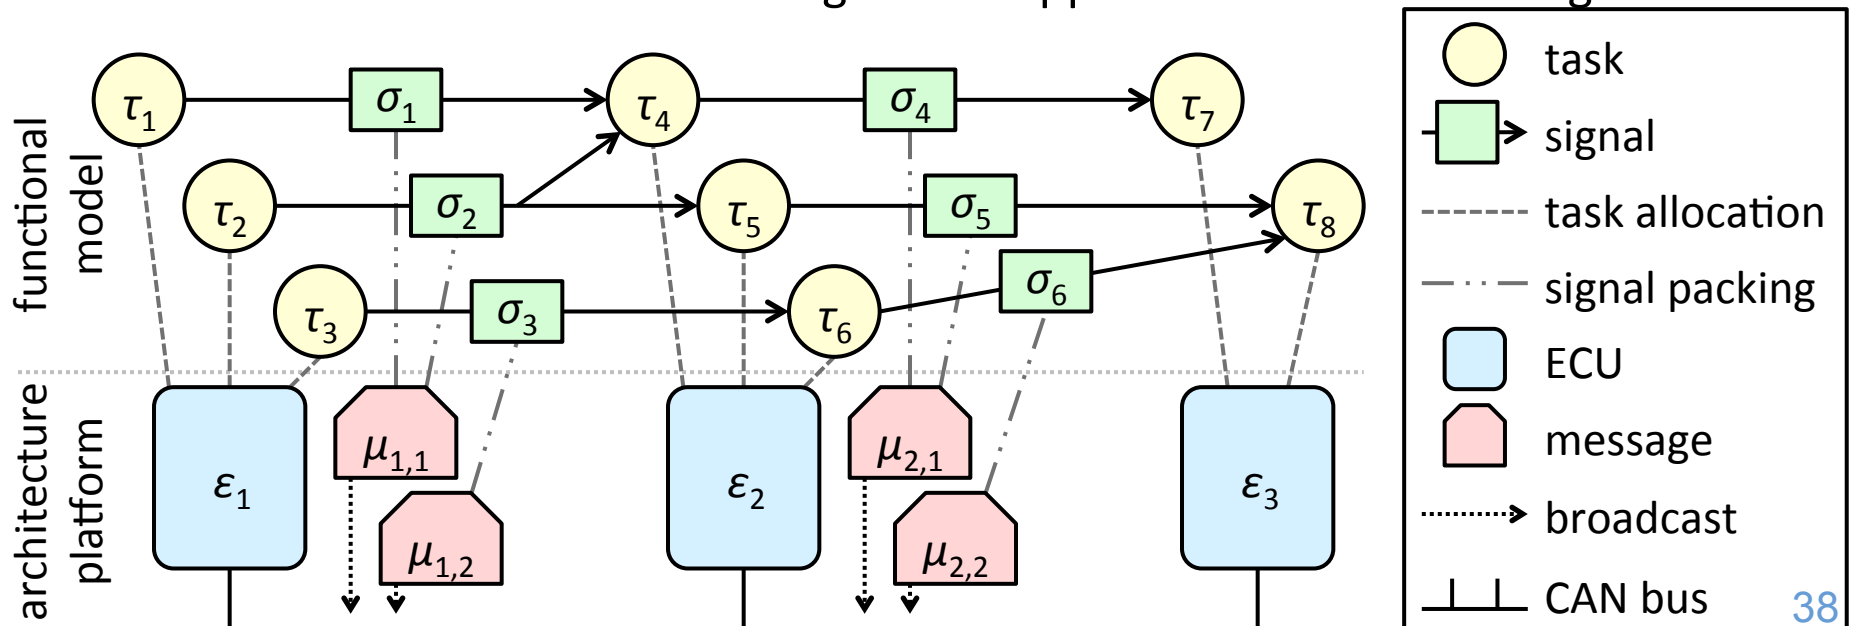 τ1 σ1 τ4 σ4 τ7
τ2 σ2 τ5 σ5 τ8
τ3 σ3 τ6 σ6
functional
model
architecture
platform
ε1 μ1,1 ε2 μ2,1 ε3
μ1,2 μ2,2
task
signal
task allocation
signal packing
ECU
message
broadcast
CAN bus
38